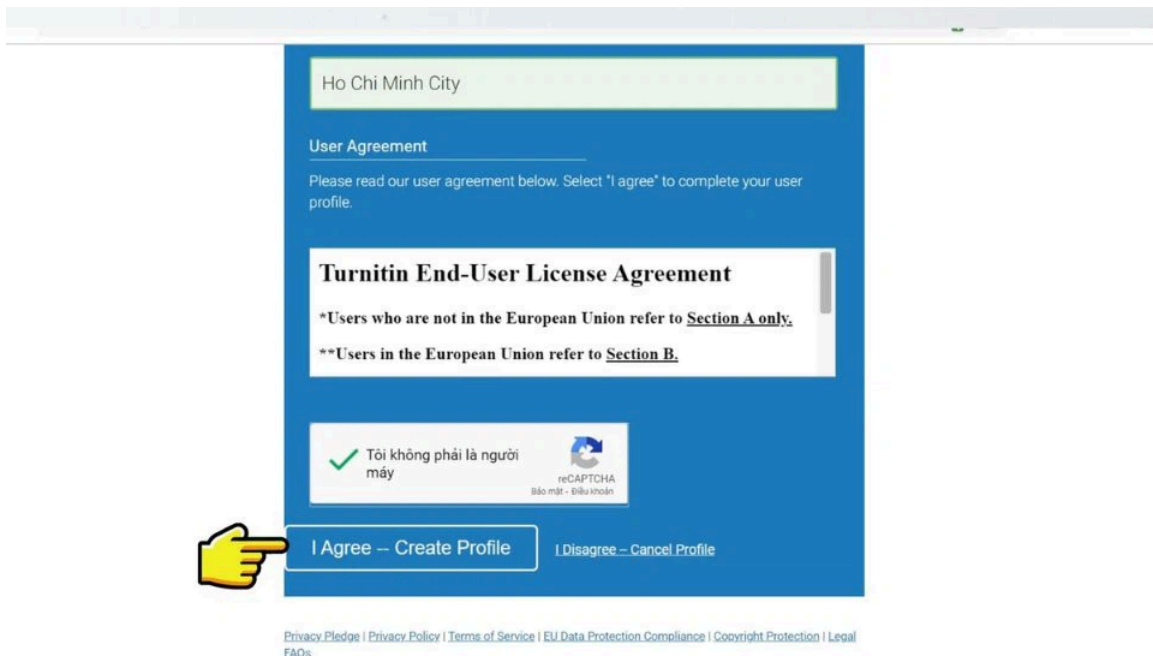 Ho Chi Minh City
User Agreement
Please read our user agreement below. Select "I agree" to complete your user
profile.
Turnitin End-User License Agreement
*Users who are not in the European Union refer to Section A only.
**Users in the European Union refer to Section B.
Tôi không phải là người
máy
reCAPTCHA
Bảo mật - Điều khoản
I Agree -- Create Profile
I Disagree – Cancel Profile
Privacy Pledge | Privacy Policy | Terms of Service | EU Data Protection Compliance | Copyright Protection | Legal
FAQs